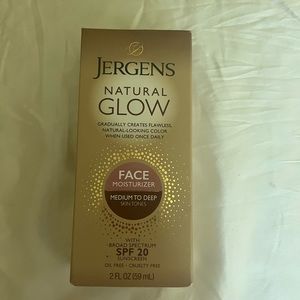 JERGENS
NATURAL
GLOW
GRADUALLY CREATES FLAWLESS,
NATURAL-LOOKING COLOR
WHEN USED ONCE DAILY
FACE
MOISTURIZER
MEDIUM TO DEEP
SKIN TONES
WITH
BROAD SPECTRUM
SPF 20
SUNSCREEN
OIL FREE • CRUELTY FREE
2 FL OZ (59 mL)